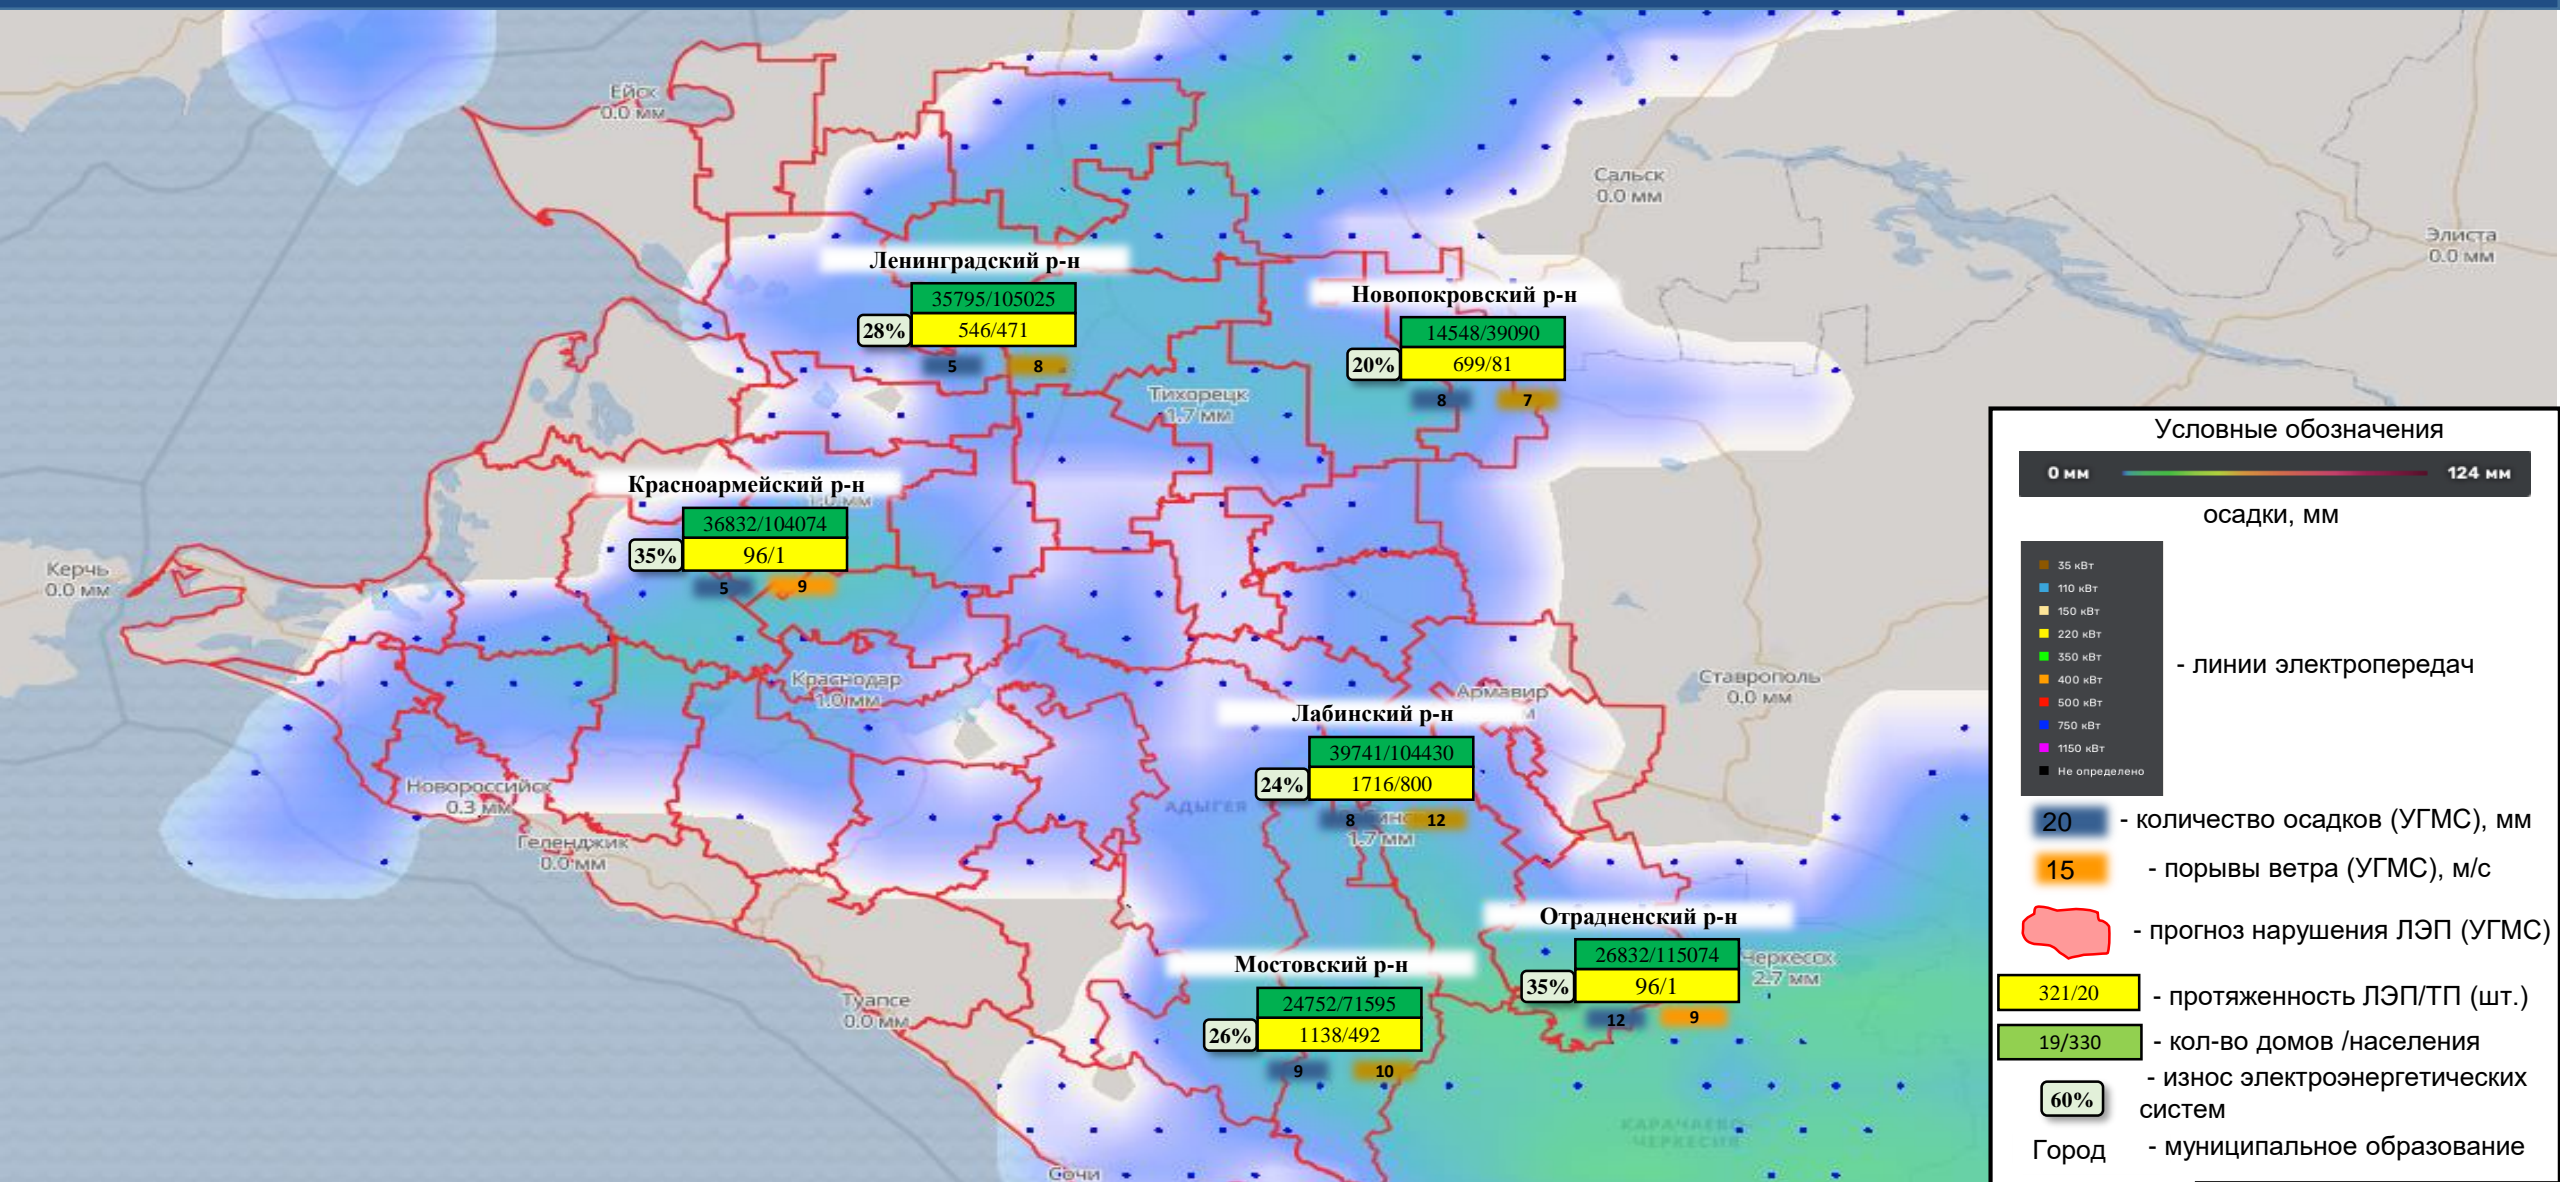 Ейск
0.0 мм
Сальск
0.0 мм
Элиста
0.0 мм
Ленинградский р-н
35795/105025
28%
546/471
5
8
Новопокровский р-н
14548/39090
20%
699/81
8
7
Тихорецк
1.7 мм
Красноармейский р-н
36832/104074
35%
96/1
5
9
Керчь
0.0 мм
Краснодар
1.0 мм
Армавир
Ставрополь
0.0 мм
Лабинский р-н
39741/104430
24%
1716/800
8
12
1.7 мм
Новороссийск
0.3 мм
АДЫГЕЯ
Геленджик
0.0 мм
Отрадненский р-н
26832/115074
35%
96/1
12
9
Черкесск
2.7 мм
Мостовский р-н
24752/71595
26%
1138/492
9
10
Туапсе
0.0 мм
КАРАЧАЕВО-
ЧЕРКЕСИЯ
Сочи
Условные обозначения
0 мм
124 мм
осадки, мм
35 кВт
110 кВт
150 кВт
220 кВт
350 кВт
400 кВт
500 кВт
750 кВт
1150 кВт
Не определено
- линии электропередач
20 - количество осадков (УГМС), мм
15 - порывы ветра (УГМС), м/с
- прогноз нарушения ЛЭП (УГМС)
321/20 - протяженность ЛЭП/ТП (шт.)
19/330 - кол-во домов /населения
60% - износ электроэнергетических
систем
Город - муниципальное образование